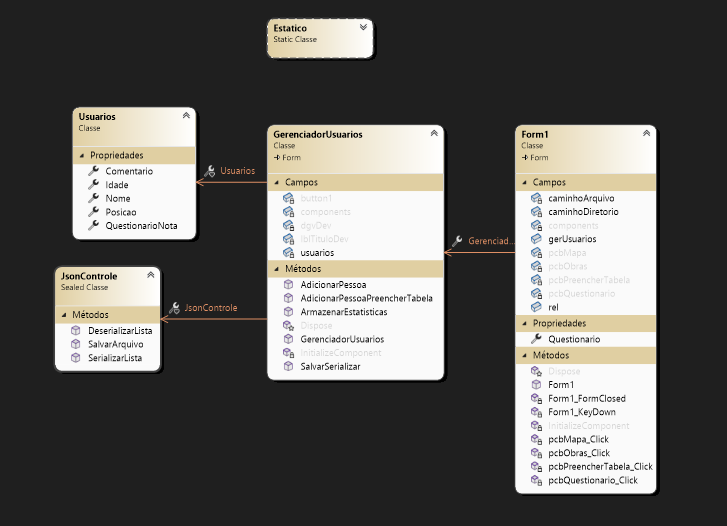 Estatico
Static Classe
Usuarios
Classe
Propriedades
Comentario
Idade
Nome
Posicao
QuestionarioNota
Usuarios
GerenciadorUsuarios
Classe
Form
Campos
button1
components
dgvDev
lblTituloDev
usuarios
Métodos
AdicionarPessoa
AdicionarPessoaPreencherTabela
ArmazenarEstatisticas
Dispose
GerenciadorUsuarios
InitializeComponent
SalvarSerializar
JsonControle
Sealed Classe
Métodos
DeserializarLista
SalvarArquivo
SerializarLista
JsonControle
Gerenciad...
Form1
Classe
Form
Campos
caminhoArquivo
caminhoDiretorio
components
gerUsuarios
pcbMapa
pcbObras
pcbPreencherTabela
pcbQuestionario
rel
Propriedades
Questionario
Métodos
Dispose
Form1
Form1_FormClosed
Form1_KeyDown
InitializeComponent
pcbMapa_Click
pcbObras_Click
pcbPreencherTabela_Click
pcbQuestionario_Click